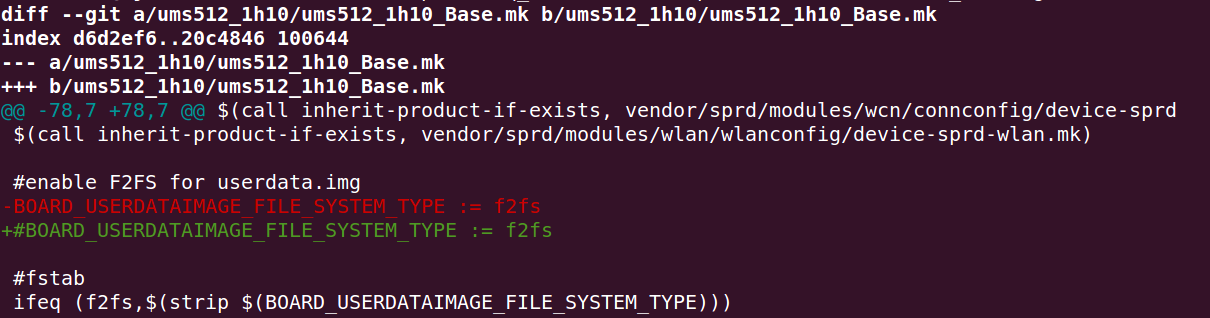 diff --git a/ums512_1h10/ums512_1h10_Base.mk b/ums512_1h10/ums512_1h10_Base.mk
index d6d2ef6..20c4846 100644
--- a/ums512_1h10/ums512_1h10_Base.mk
+++ b/ums512_1h10/ums512_1h10_Base.mk
@@ -78,7 +78,7 @@ $(call inherit-product-if-exists, vendor/sprd/modules/wcn/connconfig/device-sprd
 $(call inherit-product-if-exists, vendor/sprd/modules/wlan/wlanconfig/device-sprd-wlan.mk)
 #enable F2FS for userdata.img
-BOARD_USERDATAIMAGE_FILE_SYSTEM_TYPE := f2fs
+#BOARD_USERDATAIMAGE_FILE_SYSTEM_TYPE := f2fs
 #fstab
 ifeq (f2fs,$(strip $(BOARD_USERDATAIMAGE_FILE_SYSTEM_TYPE)))